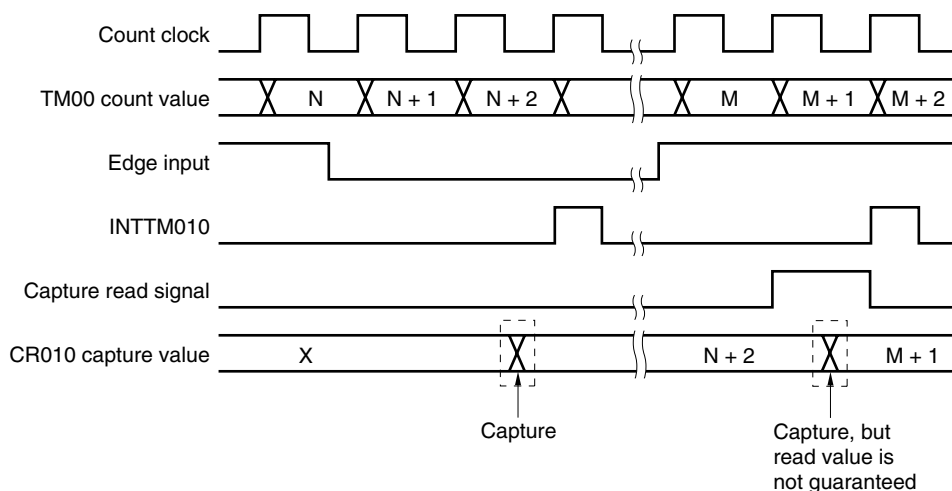 Count clock
TM00 count value
N
N + 1
N + 2
M
M + 1
M + 2
Edge input
INTTM010
Capture read signal
CR010 capture value
X
N + 2
M + 1
Capture
Capture, but
read value is
not guaranteed